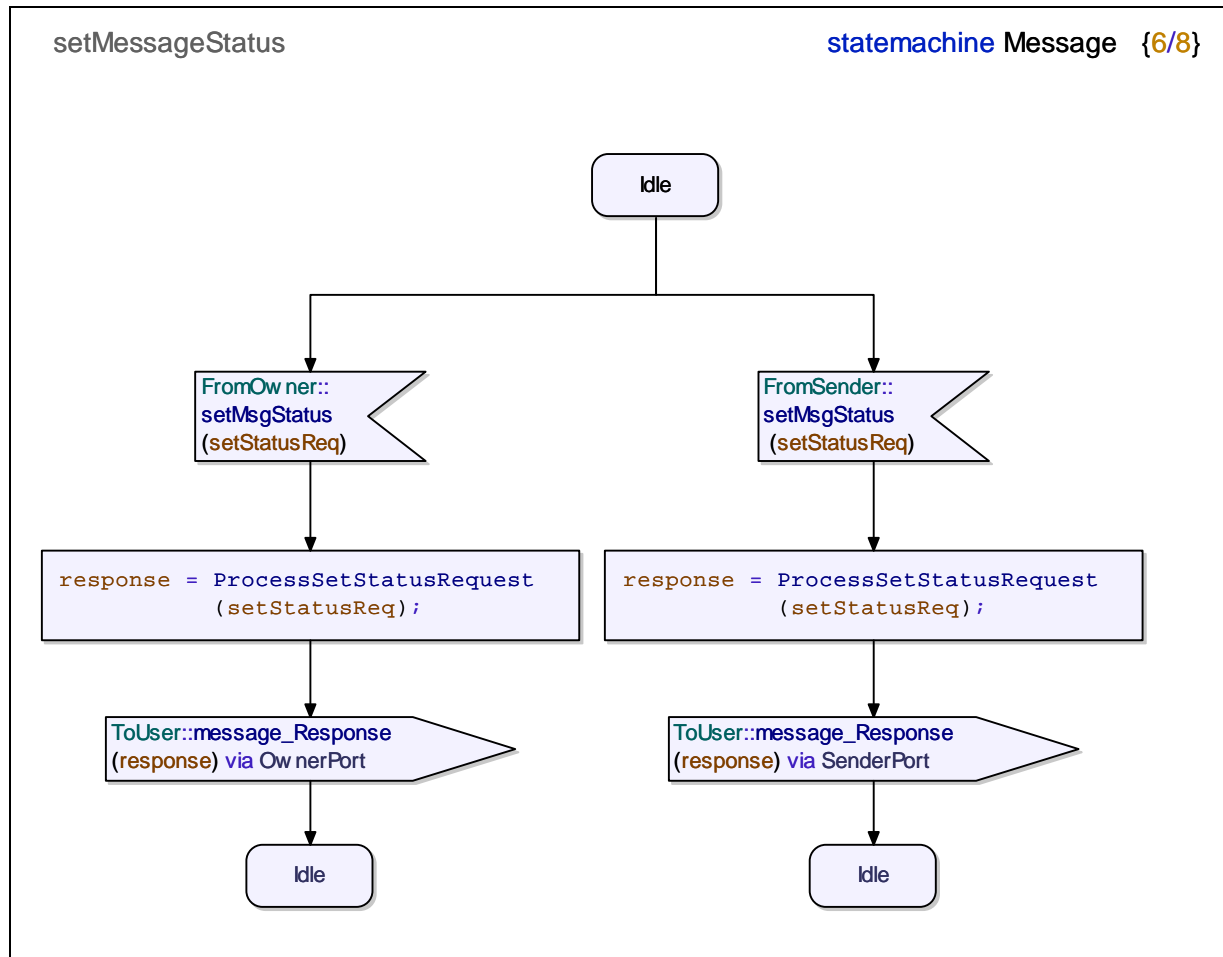 setMessageStatus
statemachine Message {6/8}
Idle
FromOwner::
setMsgStatus
(setStatusReq)
FromSender::
setMsgStatus
(setStatusReq)
response = ProcessSetStatusRequest
(setStatusReq);
response = ProcessSetStatusRequest
(setStatusReq);
ToUser::message_Response
(response) via OwnerPort
ToUser::message_Response
(response) via SenderPort
Idle
Idle